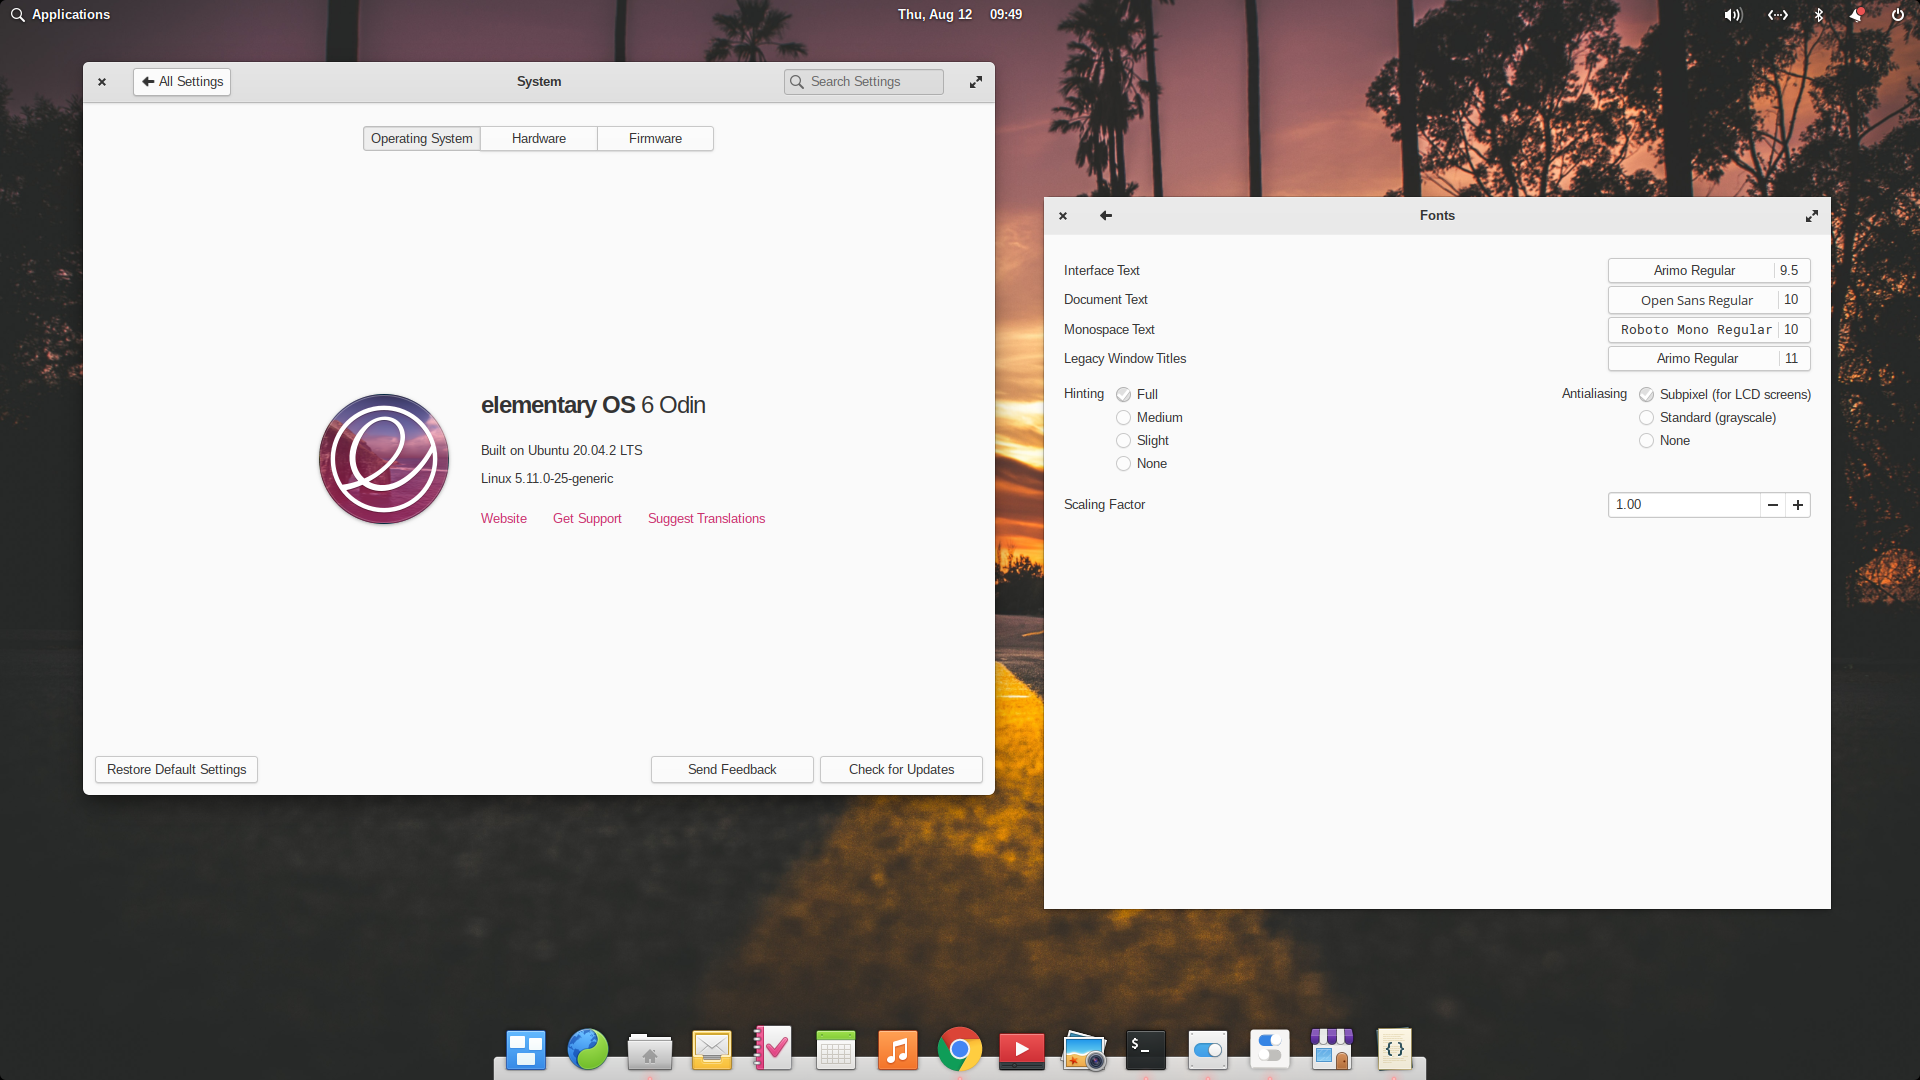 Applications
Thu, Aug 12 09:49
All Settings
System
Search Settings
Operating System
Hardware
Firmware
elementary OS 6 Odin
Built on Ubuntu 20.04.2 LTS
Linux 5.11.0-25-generic
Website
Get Support
Suggest Translations
Restore Default Settings
Send Feedback
Check for Updates
Fonts
Interface Text
Arimo Regular 9.5
Document Text
Open Sans Regular 10
Monospace Text
Roboto Mono Regular 10
Legacy Window Titles
Arimo Regular 11
Hinting
Full
Medium
Slight
None
Antialiasing
Subpixel (for LCD screens)
Standard (grayscale)
None
Scaling Factor
1.00
$_
{}